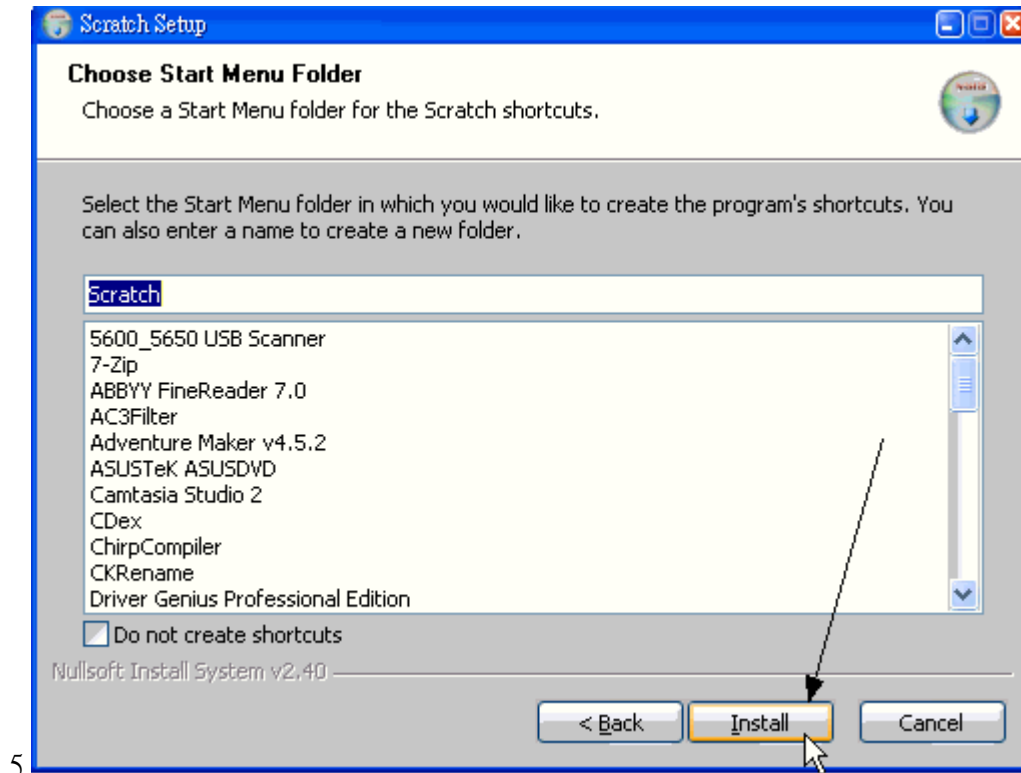 Scratch Setup
Choose Start Menu Folder
Choose a Start Menu folder for the Scratch shortcuts.
Select the Start Menu folder in which you would like to create the program's shortcuts. You
can also enter a name to create a new folder.
Scratch
5600_5650 USB Scanner
7-Zip
ABBYY FineReader 7.0
AC3Filter
Adventure Maker v4.5.2
ASUSTeK ASUSDVD
Camtasia Studio 2
CDex
ChirpCompiler
CKRename
Driver Genius Professional Edition
Do not create shortcuts
Nullsoft Install System v2.40
< Back
Install
Cancel
5